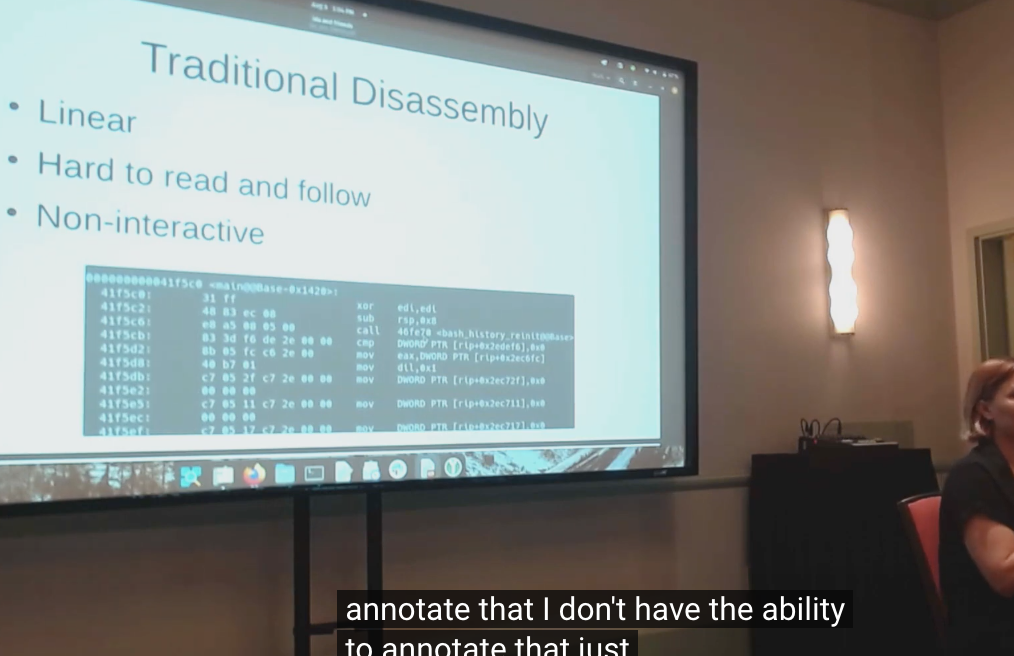 Traditional Disassembly
• Linear
• Hard to read and follow
• Non-interactive
000000000041f5c0 <main@@Base-0x1420>:
41f5c0: 31 ff xor edi,edi
41f5c2: 48 83 ec 08 sub rsp,0x8
41f5c6: e8 a5 08 05 00 call 46fe70 <bash_history_reinit@@Base>
41f5cb: 83 3d f6 de 2e 00 00 cmp DWORD PTR [rip+0x2edef6],0x0
41f5d2: 8b 05 fc c6 2e 00 mov eax,DWORD PTR [rip+0x2ec6fc]
41f5d8: 40 b7 01 mov dil,0x1
41f5db: c7 05 2f c7 2e 00 00 mov DWORD PTR [rip+0x2ec72f],0x0
41f5e2: 00 00 00
41f5e5: c7 05 11 c7 2e 00 00 mov DWORD PTR [rip+0x2ec711],0x0
41f5ec: 00 00 00
41f5ef: c7 05 17 c7 2e 00 00 mov DWORD PTR [rip+0x2ec717],0x0
annotate that I don't have the ability
to annotate that just